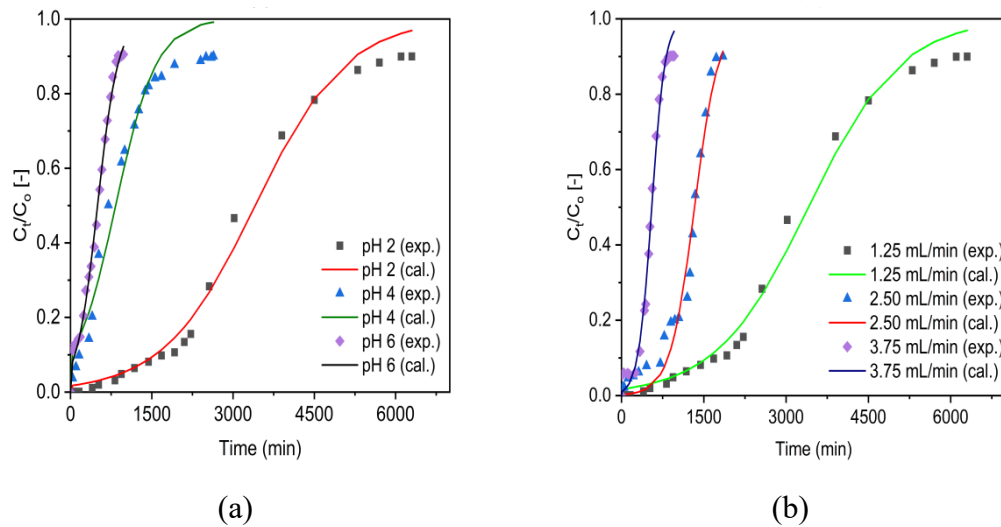 1.0
0.8
0.6
0.4
0.2
0.0
Ct/Co [-]
pH 2 (exp.)
pH 2 (cal.)
pH 4 (exp.)
pH 4 (cal.)
pH 6 (exp.)
pH 6 (cal.)
0 1500 3000 4500 6000
Time (min)
(a)
1.0
0.8
0.6
0.4
0.2
0.0
Ct/Co [-]
1.25 mL/min (exp.)
1.25 mL/min (cal.)
2.50 mL/min (exp.)
2.50 mL/min (cal.)
3.75 mL/min (exp.)
3.75 mL/min (cal.)
0 1500 3000 4500 6000
Time (min)
(b)